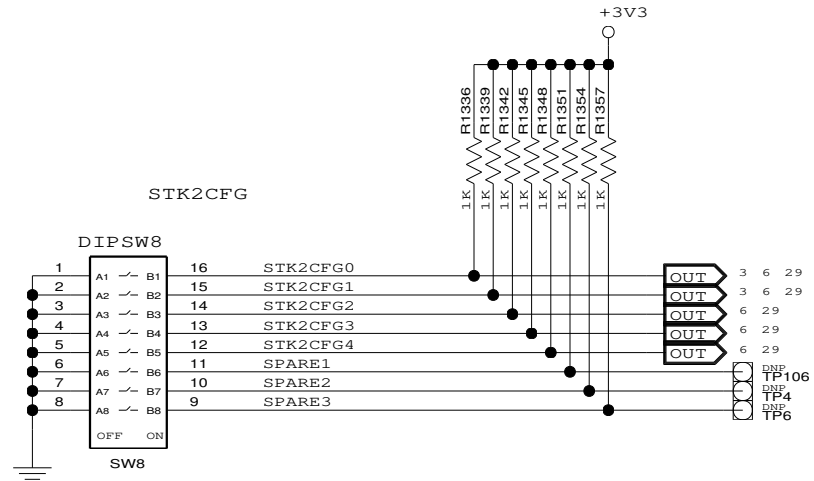 +3V3
R1336
R1339
R1342
R1345
R1348
R1351
R1354
R1357
1K
1K
1K
1K
1K
1K
1K
1K
STK2CFG
DIPSW8
1 A1 B1 16 STK2CFG0 OUT 3 6 29
2 A2 B2 15 STK2CFG1 OUT 3 6 29
3 A3 B3 14 STK2CFG2 OUT 6 29
4 A4 B4 13 STK2CFG3 OUT 6 29
5 A5 B5 12 STK2CFG4 OUT 6 29
6 A6 B6 11 SPARE1 DNP TP106
7 A7 B7 10 SPARE2 DNP TP4
8 A8 B8 9 SPARE3 DNP TP6
OFF ON
SW8